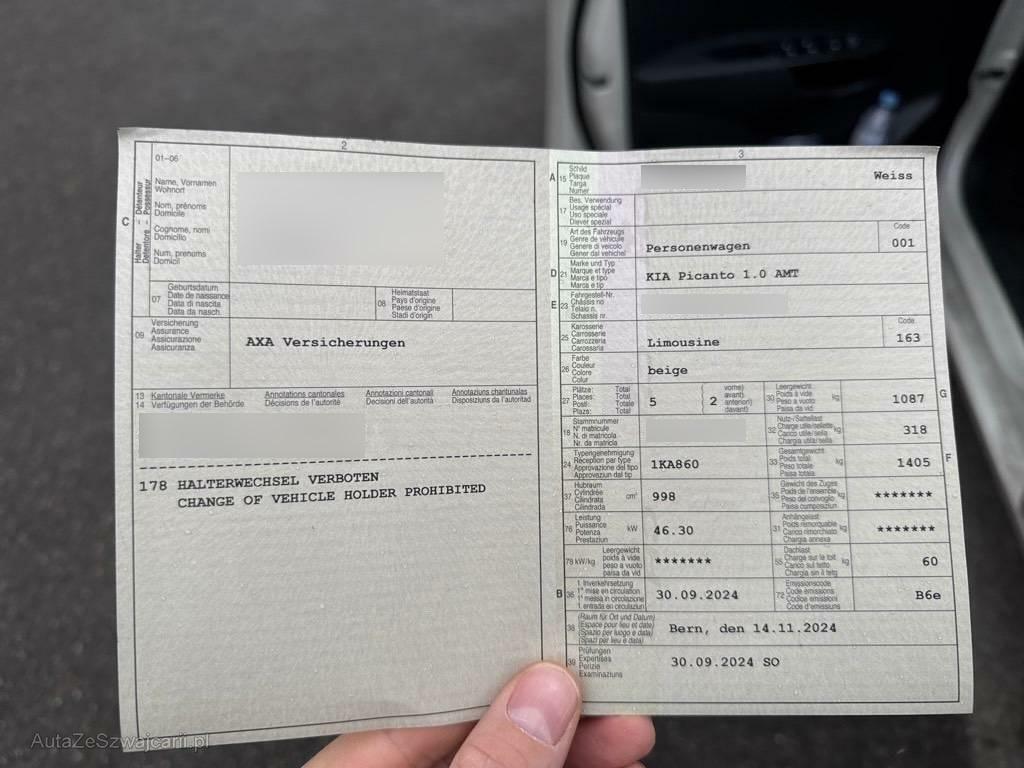 2
01–06
Détenteur
Possessur
Halter
Detentore
C
Name, Vornamen
Wohnort
Nom, prénoms
Domicile
Cognome, nomi
Domicilio
Num, prenums
Domicil
07
Geburtsdatum
Date de naissance
Data di nascita
Data da nasch.
08
Heimatstaat
Pays d'origine
Paese d'origine
Stadi d'origin
09
Versicherung
Assurance
Assicurazione
Assicuranza
AXA Versicherungen
13 Kantonale Vermerke Annotations cantonales Annotazioni cantonali Annotaziuns chantunalas
14 Verfügungen der Behörde Décisions de l'autorité Decisioni dell'autorità Disposiziuns da l'autoritad
178 HALTERWECHSEL VERBOTEN
CHANGE OF VEHICLE HOLDER PROHIBITED
3
A 15
Schild
Plaque
Targa
Numer
Weiss
17
Bes. Verwendung
Usage spécial
Uso speciale
Diever spezial
19
Art des Fahrzeugs
Genre de véhicule
Genere di veicolo
Gener dal vehichel
Personenwagen
Code
001
D 21
Marke und Typ
Marque et type
Marca e tipo
Marca e tip
KIA Picanto 1.0 AMT
E 23
Fahrgestell-Nr.
Châssis no
Telaio n.
Schassis nr.
25
Karosserie
Carrosserie
Carrozzeria
Carossaria
Limousine
Code
163
26
Farbe
Couleur
Colore
Colur
beige
27
Plätze: Total
Places: Total
Posti: Totale
Plazs: Totale
5
2
vorne)
avant)
anteriori)
davant)
30
Leergewicht
Poids à vide
Peso a vuoto
Paisa da vid
kg
1087
G
18
Stammnummer
N° matricule
N. di matricola
Nr. da matricla
32
Nutz-/Sattellast
Charge utile/sellette
Carico utile/sella
Chargia utila/sella
kg
318
24
Typengenehmigung
Réception par type
Approvazione del tipo
Approvaziun dal tip
1KA860
33
Gesamtgewicht
Poids total
Peso totale
Paisa totala
kg
1405
F
37
Hubraum
Cylindrée
Cilindrata
Cilindrada
cm³
998
35
Gewicht des Zuges
Poids de l'ensemble
Peso del convoglio
Paisa cumposiziun
kg
*******
76
Leistung
Puissance
Potenza
Prestaziun
kW
46.30
31
Anhängelast
Poids remorquable
Carico rimorchiato
Chargia annexa
kg
*******
78 kW/kg
Leergewicht
poids à vide
peso a vuoto
paisa da vid
*******
55
Dachlast
Charge sur le toit
Carico sul tetto
Chargia sin il tetg
kg
60
B 36
1. Inverkehrsetzung
1re mise en circulation
1a messa in circolazione
1. entrada en circulaziun
30.09.2024
72
Emissionscode
Code émissions
Codice emissioni
Code d'emissiuns
B6e
38
(Raum für Ort und Datum)
(Espace pour lieu et date)
(Spazio per luogo e data)
(Spazi per lieu e data)
Bern, den 14.11.2024
39
Prüfungen
Expertises
Perizie
Examinaziuns
30.09.2024 SO
AutaZeSzwajcarii.pl